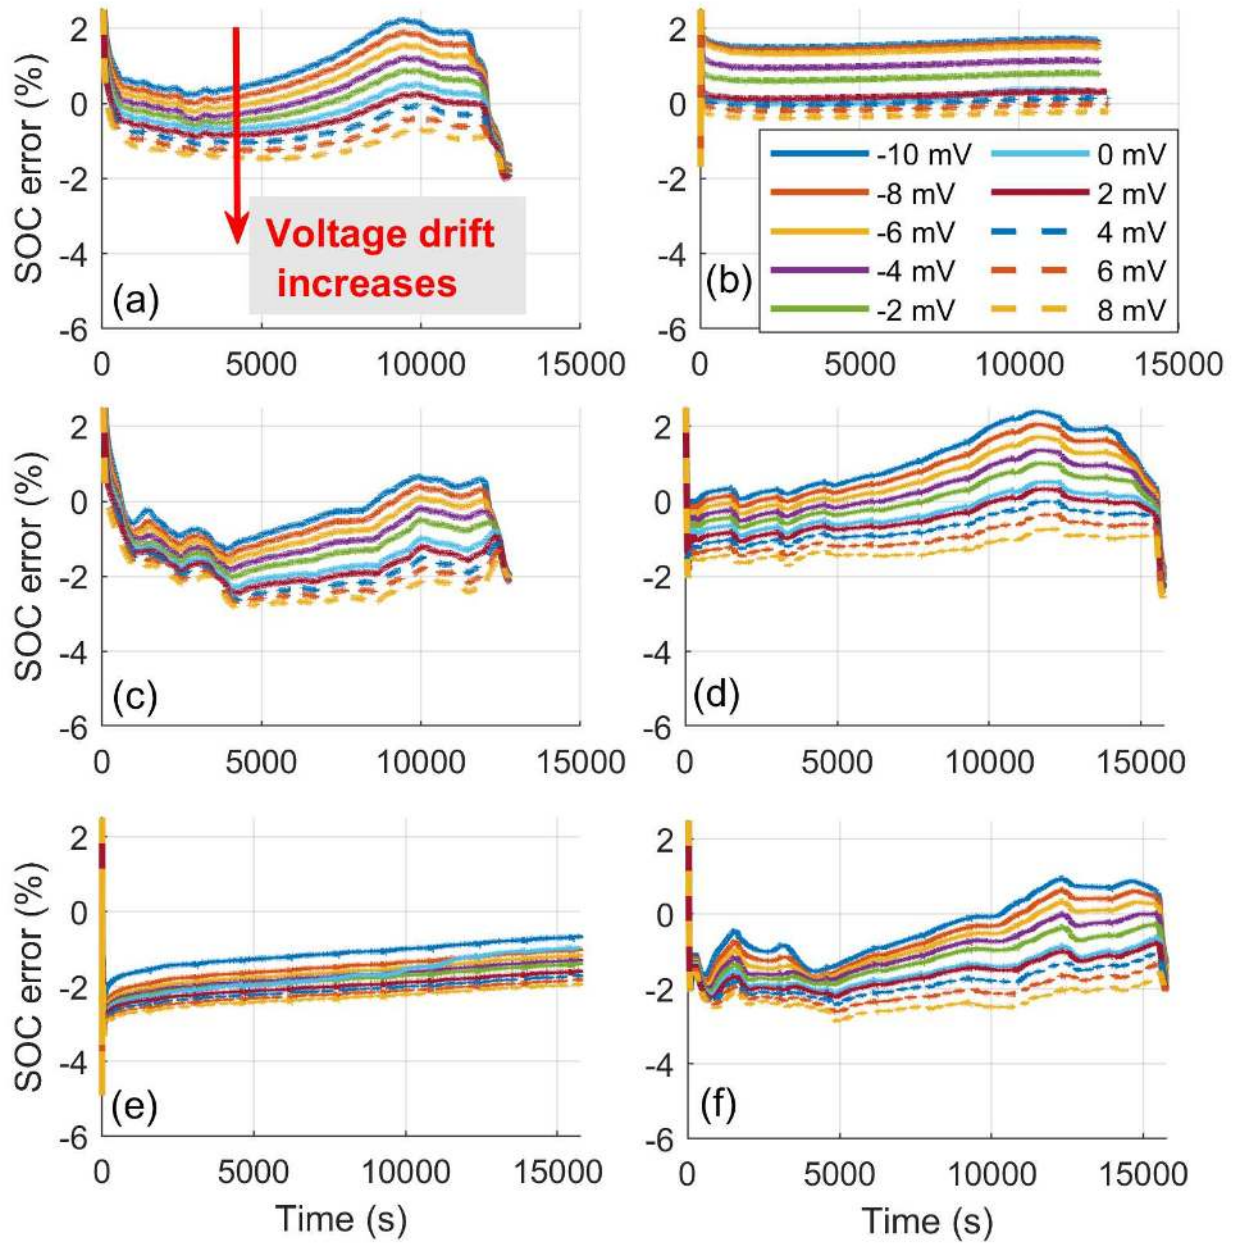 SOC error (%)
2
0
-2
-4
-6
0
5000
10000
15000
Voltage drift
increases
(a)
2
0
-2
-4
-6
0
5000
10000
15000
-10 mV
0 mV
-8 mV
2 mV
-6 mV
4 mV
-4 mV
6 mV
-2 mV
8 mV
(b)
SOC error (%)
2
0
-2
-4
-6
0
5000
10000
15000
(c)
2
0
-2
-4
-6
0
5000
10000
15000
(d)
SOC error (%)
2
0
-2
-4
-6
0
5000
10000
15000
(e)
Time (s)
2
0
-2
-4
-6
0
5000
10000
15000
(f)
Time (s)